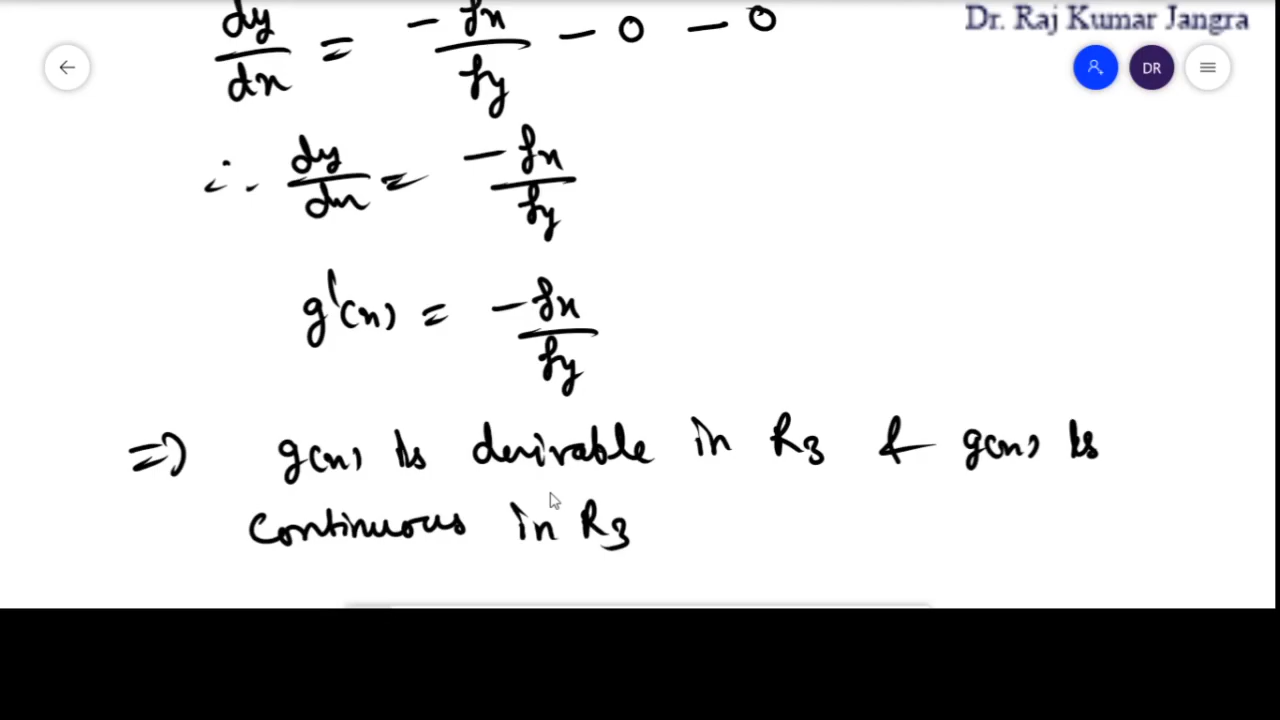 Dr. Raj Kumar Jangra
dy/dx = -fx/fy - 0 - 0
DR
∴ dy/dx = -fx/fy
g'(x) = -fx/fy
=> g(x) is derivable in R3 & g(x) is
continuous in R3